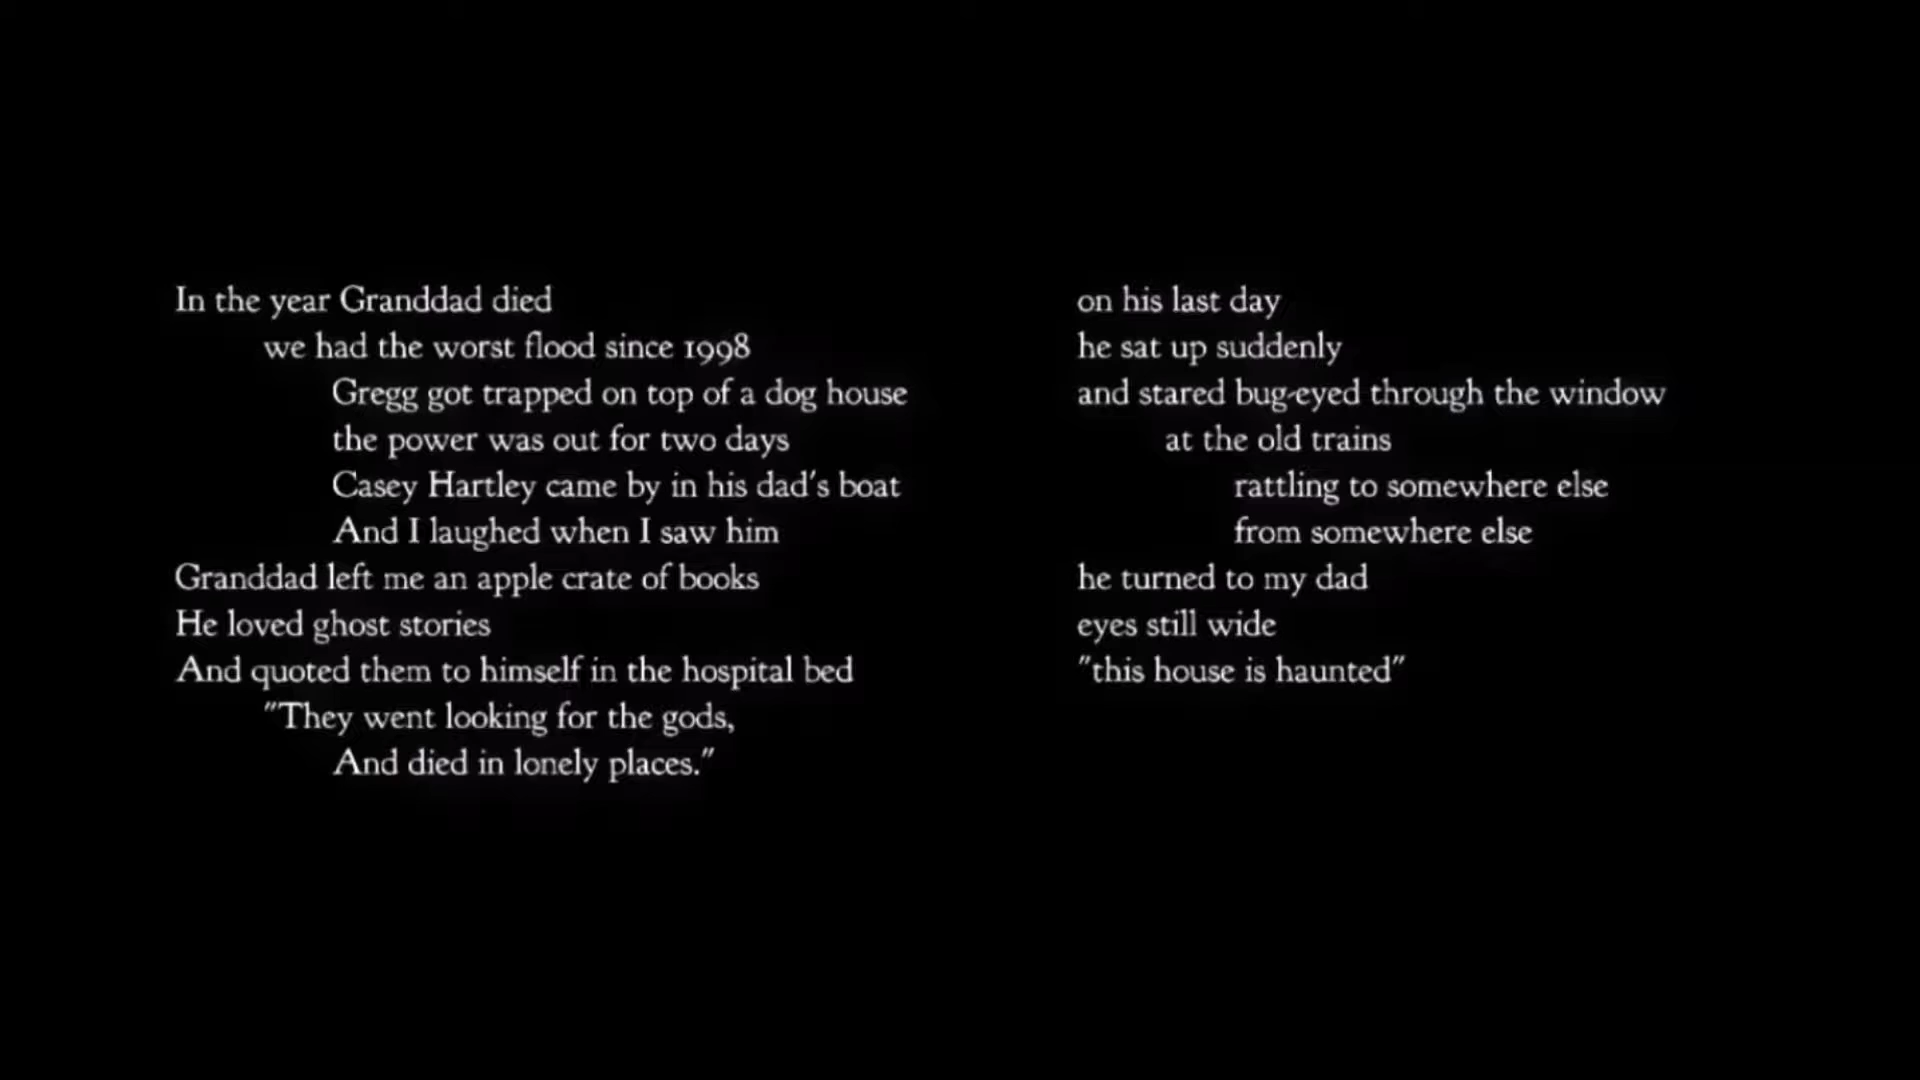 In the year Granddad died
we had the worst flood since 1998
Gregg got trapped on top of a dog house
the power was out for two days
Casey Hartley came by in his dad's boat
And I laughed when I saw him
Granddad left me an apple crate of books
He loved ghost stories
And quoted them to himself in the hospital bed
"They went looking for the gods,
And died in lonely places."
on his last day
he sat up suddenly
and stared bug-eyed through the window
at the old trains
rattling to somewhere else
from somewhere else
he turned to my dad
eyes still wide
"this house is haunted"